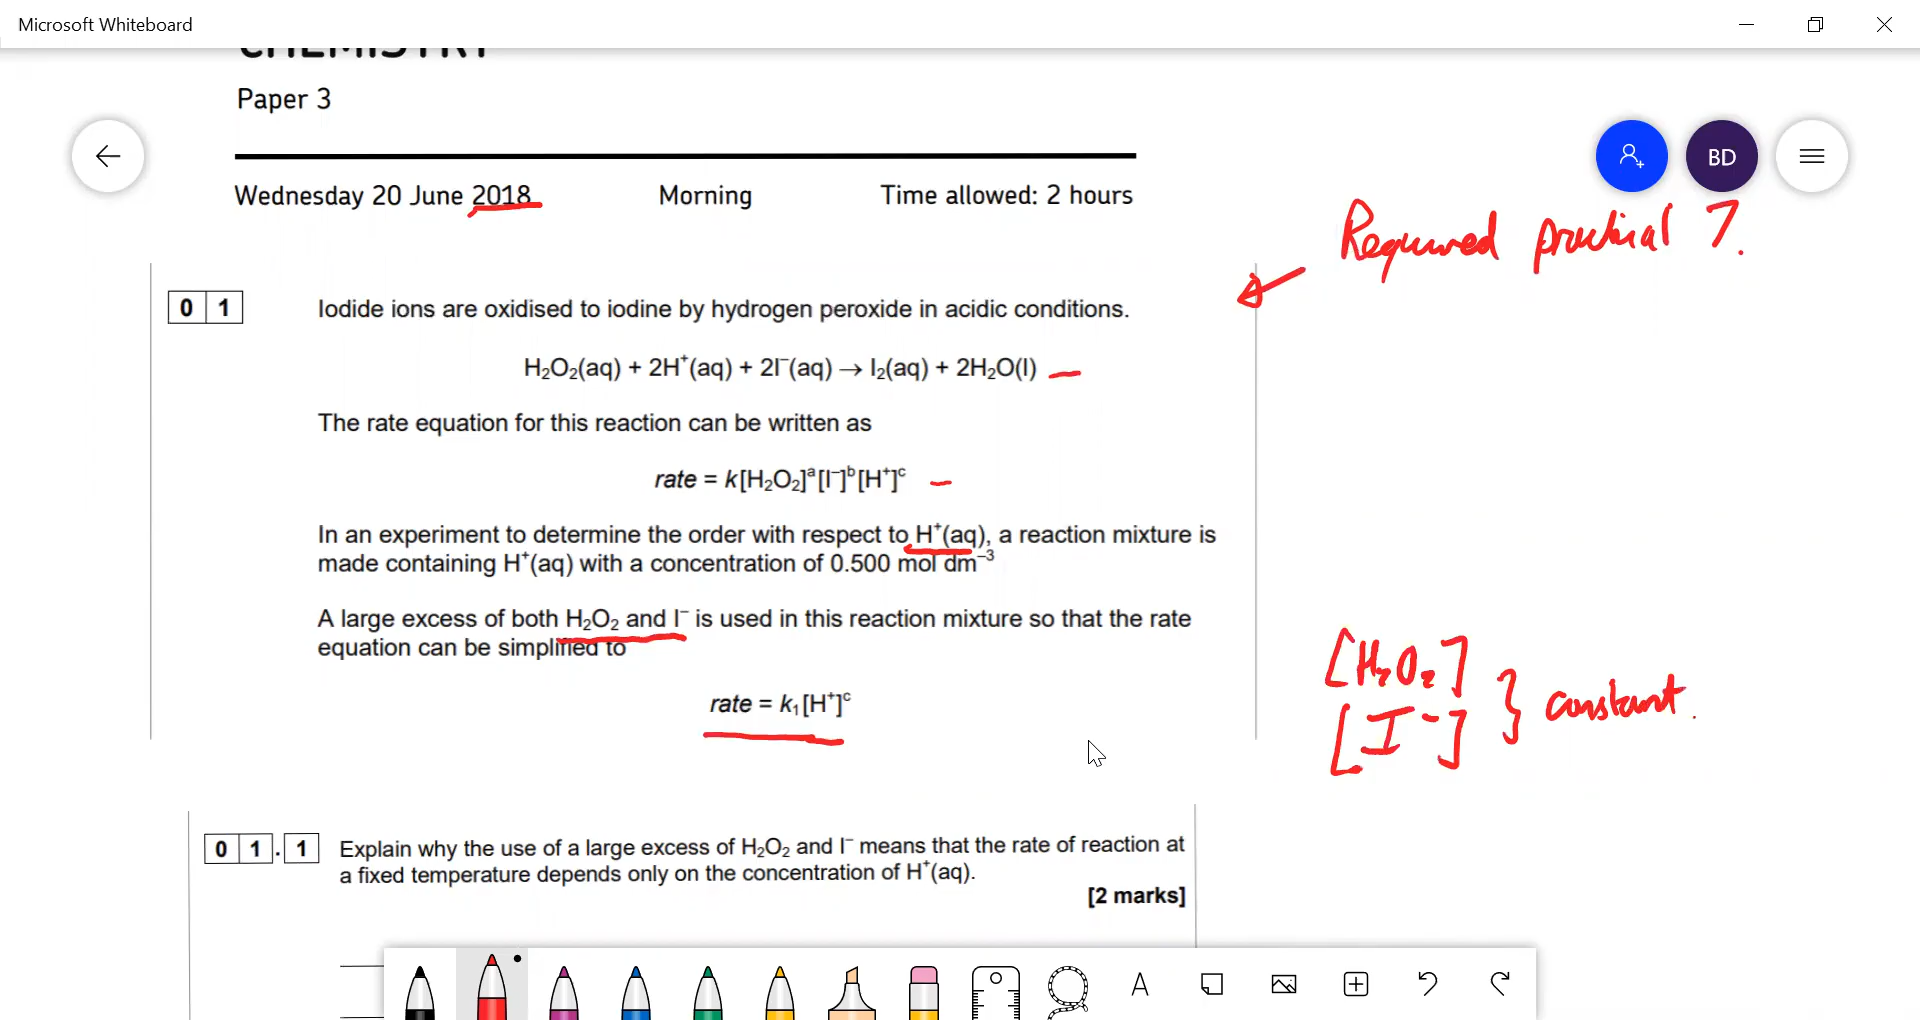 Microsoft Whiteboard
CHEMISTRY
Paper 3
BD
Wednesday 20 June 2018 Morning Time allowed: 2 hours
Required practical 7.
0 1 Iodide ions are oxidised to iodine by hydrogen peroxide in acidic conditions.
H₂O₂(aq) + 2H⁺(aq) + 2I⁻(aq) → I₂(aq) + 2H₂O(l)
The rate equation for this reaction can be written as
rate = k[H₂O₂]ᵃ[I⁻]ᵇ[H⁺]ᶜ
In an experiment to determine the order with respect to H⁺(aq), a reaction mixture is
made containing H⁺(aq) with a concentration of 0.500 mol dm⁻³
A large excess of both H₂O₂ and I⁻ is used in this reaction mixture so that the rate
equation can be simplified to
rate = k₁[H⁺]ᶜ
[H₂O₂]
[I⁻] } constant.
0 1 . 1 Explain why the use of a large excess of H₂O₂ and I⁻ means that the rate of reaction at
a fixed temperature depends only on the concentration of H⁺(aq).
[2 marks]
A